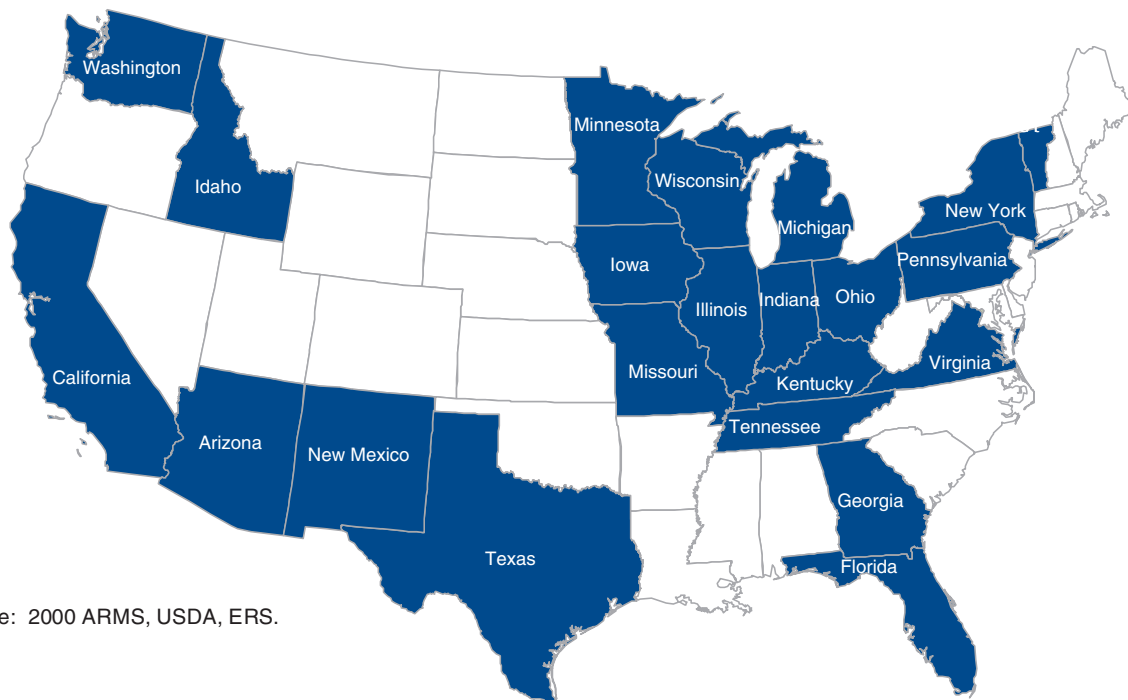 Washington
Minnesota
Wisconsin
Idaho
New York
Michigan
Pennsylvania
Iowa
Illinois
Indiana
Ohio
Virginia
Missouri
California
Kentucky
Tennessee
Arizona
New Mexico
Georgia
Texas
Florida
e: 2000 ARMS, USDA, ERS.